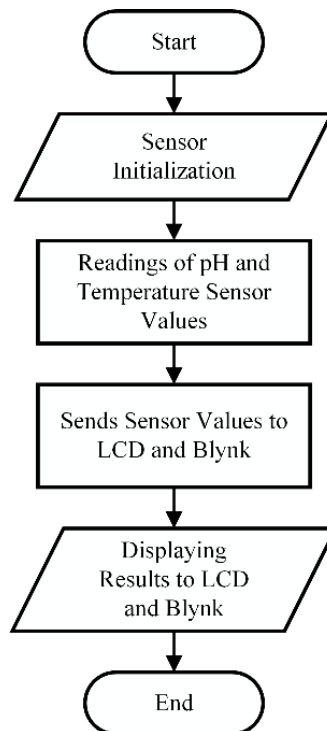 Start
Sensor
Initialization
Readings of pH and
Temperature Sensor
Values
Sends Sensor Values to
LCD and Blynk
Displaying
Results to LCD
and Blynk
End